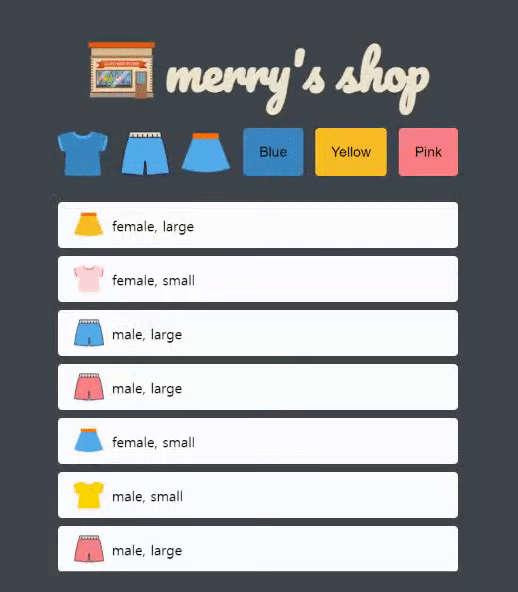 merry's shop
Blue Yellow Pink
female, large
female, small
male, large
male, large
female, small
male, small
male, large